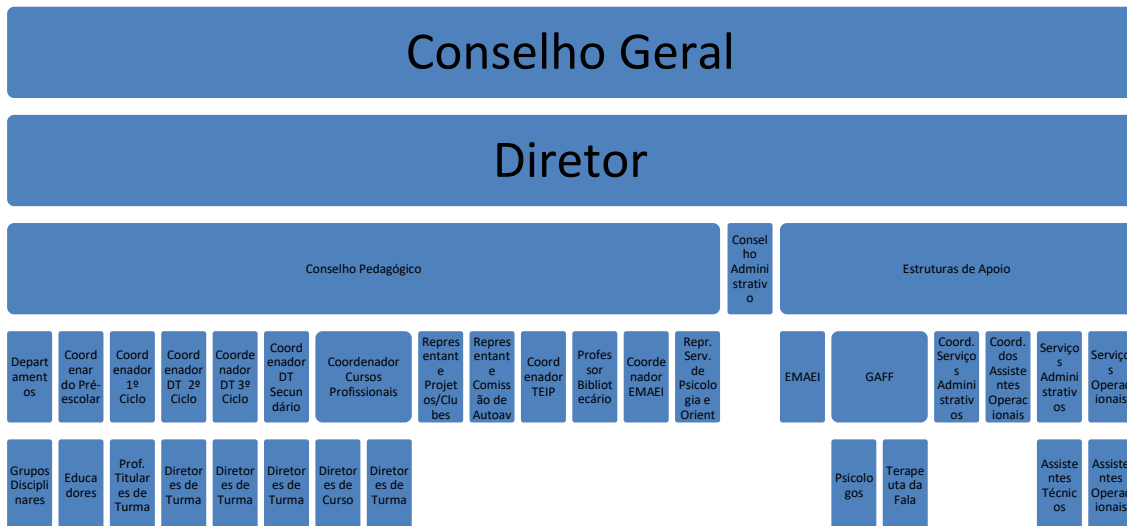 Conselho Geral
Diretor
Conselho Pedagógico
Consel
ho
Admini
strativ
o
Estruturas de Apoio
Depart
ament
os
Coord
enar
do Pré-
escolar
Coord
enador
1º
Ciclo
Coord
enador
DT 2º
Ciclo
Coorde
nador
DT 3º
Ciclo
Coord
enador
DT
Secun
dário
Coordenador
Cursos
Profissionais
Repres
entant
e
Projet
os/Clu
bes
Repres
entant
e
Comiss
ão de
Autoav
Coord
enador
TEIP
Profes
sor
Bibliot
ecário
Coorde
nador
EMAEI
Repr.
Serv.
de
Psicolo
gia e
Orient
EMAEI
GAFF
Coord.
Serviço
s
Admini
strativ
os
Coord.
dos
Assiste
ntes
Operac
ionais
Serviço
s
Admini
strativ
os
Serviço
s
Operac
ionais
Grupos
Discipli
nares
Educa
dores
Prof.
Titular
es de
Turma
Diretor
es de
Turma
Diretor
es de
Turma
Diretor
es de
Turma
Diretor
es de
Curso
Diretor
es de
Turma
Psicolo
gos
Terape
uta da
Fala
Assiste
ntes
Técnic
os
Assiste
ntes
Operac
ionais